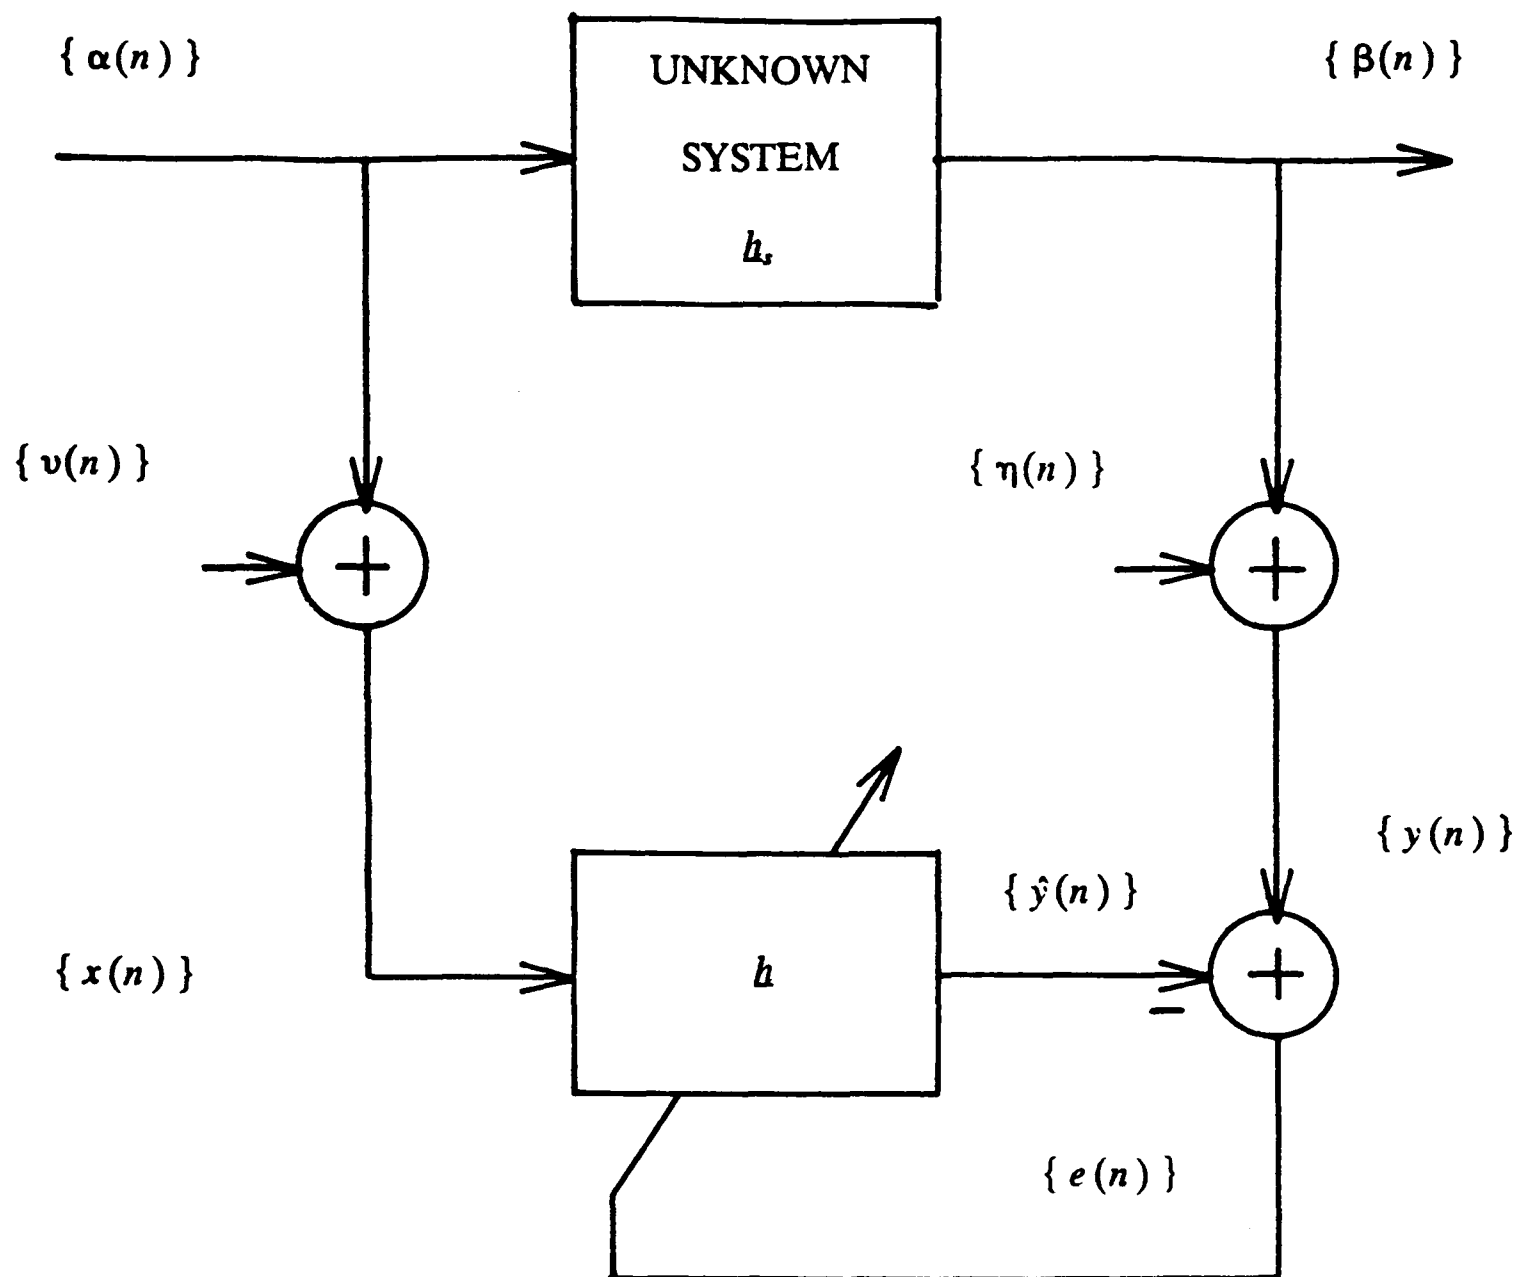 { α(n) }
UNKNOWN
SYSTEM
h_s
{ β(n) }
{ υ(n) }
+
{ η(n) }
+
{ x(n) }
h
{ ŷ(n) }
−
+
{ y(n) }
{ e(n) }